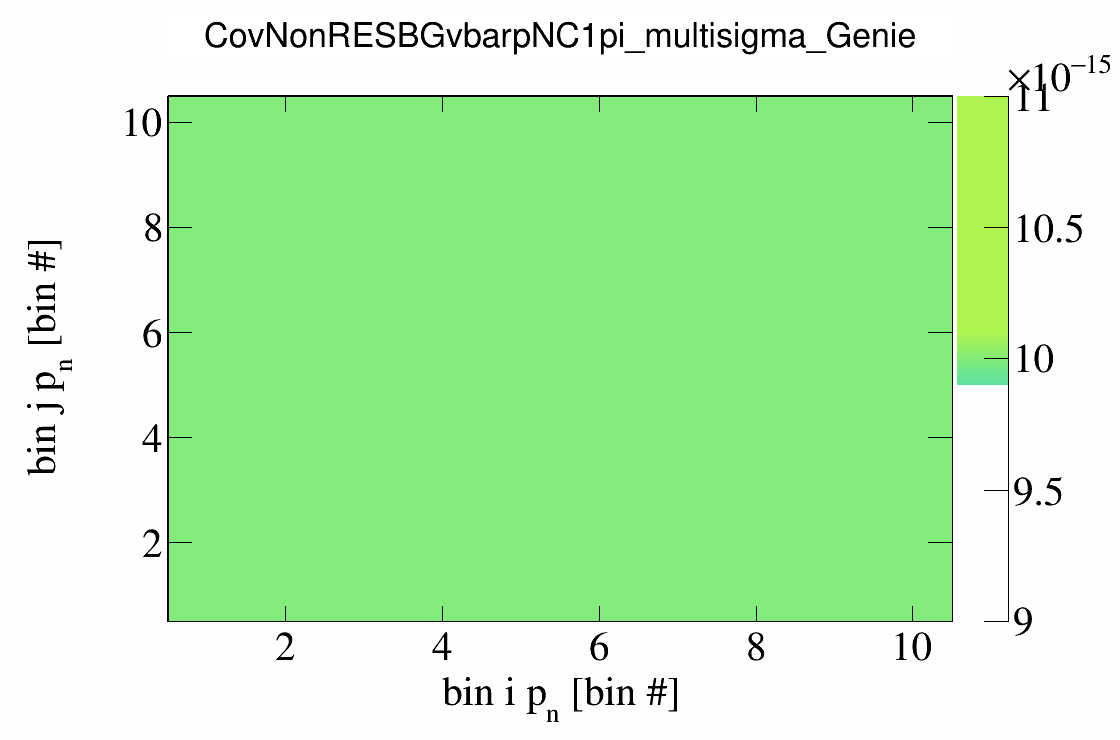 CovNonRESBGvbarpNC1pi_multisigma_Genie
×10⁻¹⁵
11
10.5
10
9.5
9
10
8
6
4
2
bin j pₙ [bin #]
2 4 6 8 10
bin i pₙ [bin #]